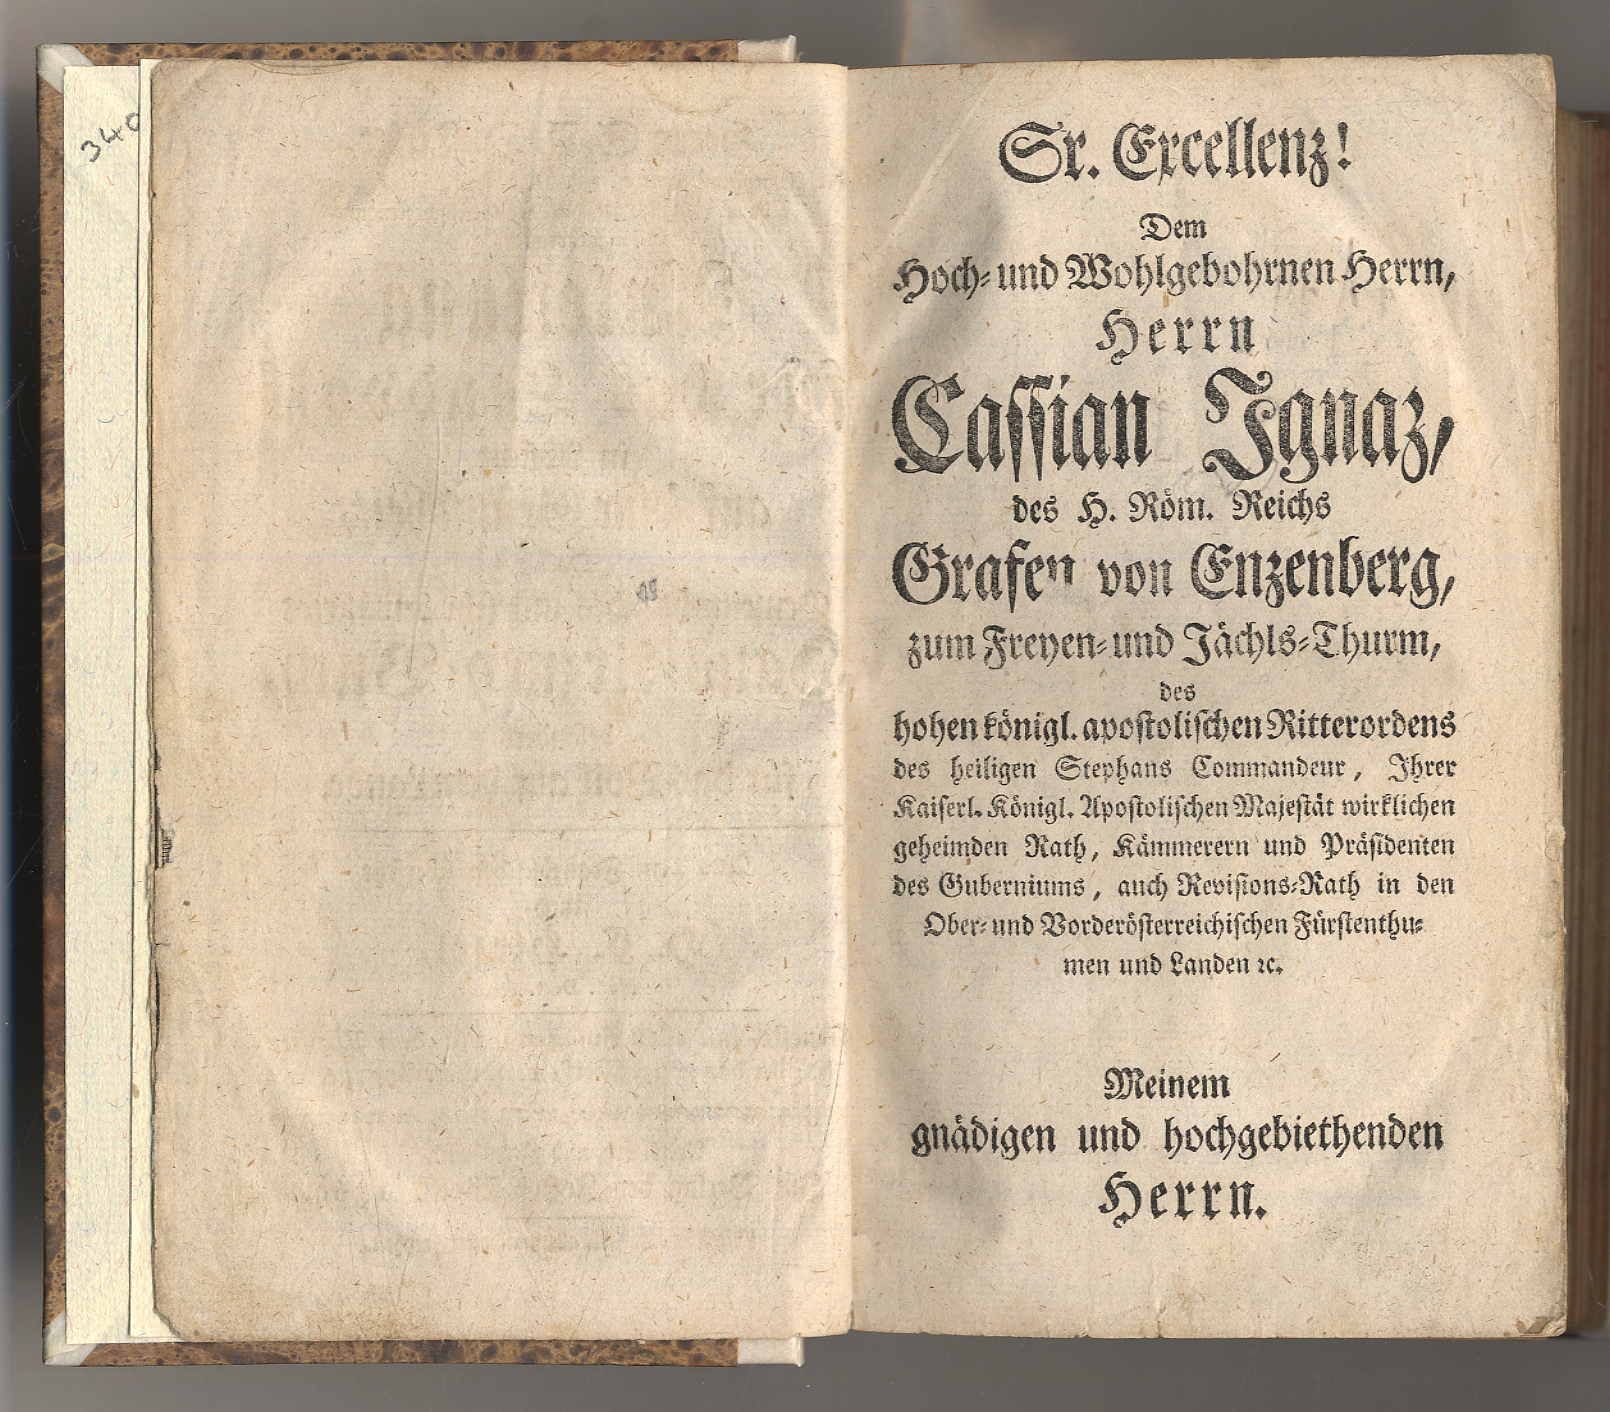 340
Sr. Excellenz!
Dem
Hoch- und Wohlgebohrnen Herrn,
Herrn
Cassian Ignaz,
des H. Röm. Reichs
Grafen von Enzenberg,
zum Freyen- und Jächls-Thurm,
des
hohen königl. apostolischen Ritterordens
des heiligen Stephans Commandeur, Ihrer
Kaiserl. Königl. Apostolischen Majestät wirklichen
geheimden Rath, Kämmerern und Präsidenten
des Guberniums, auch Revisions-Rath in den
Ober- und Vorderösterreichischen Fürstenthu-
men und Landen ꝛc.
Meinem
gnädigen und hochgebiethenden
Herrn.